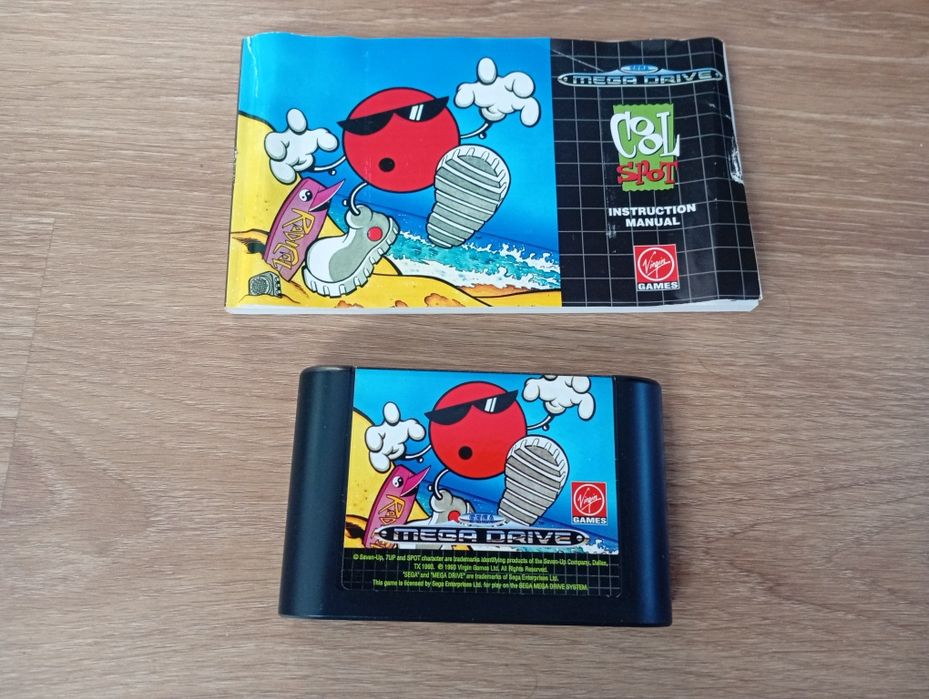 SEGA
MEGA DRIVE
COOL
SPOT
INSTRUCTION
MANUAL
Virgin
GAMES
RADICAL
Virgin
GAMES
RAD
SEGA
MEGA DRIVE
© Seven-Up, 7UP and SPOT character are trademarks identifying products of the Seven-Up Company, Dallas,
TX 1993. © 1993 Virgin Games Ltd. All Rights Reserved.
"SEGA" and "MEGA DRIVE" are trademarks of Sega Enterprises Ltd.
This game is licensed by Sega Enterprises Ltd. for play on the SEGA MEGA DRIVE SYSTEM.